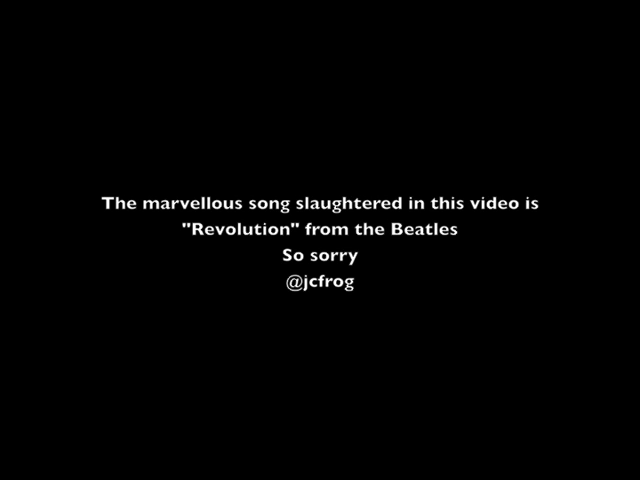 The marvellous song slaughtered in this video is
"Revolution" from the Beatles
So sorry
@jcfrog